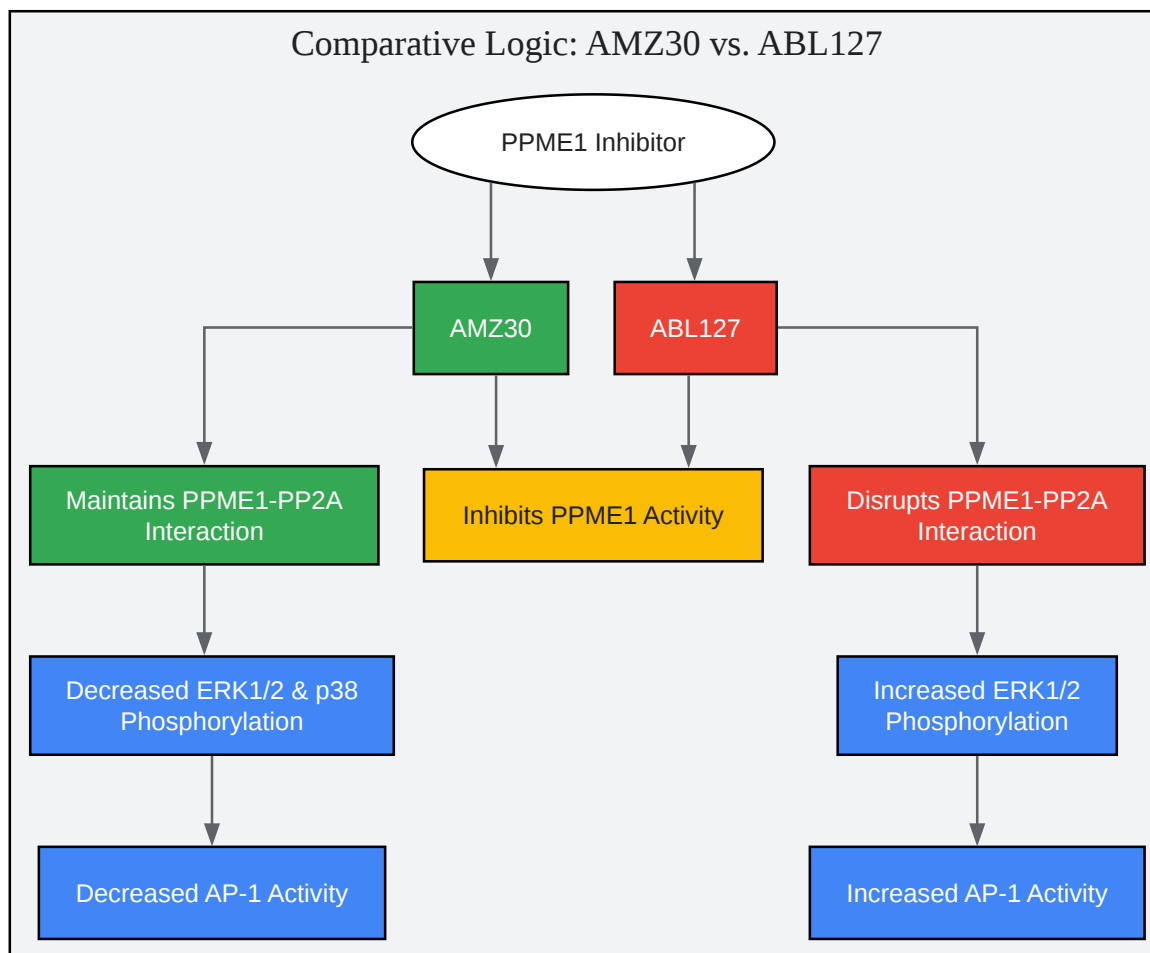 Comparative Logic: AMZ30 vs. ABL127
PPME1 Inhibitor
AMZ30
ABL127
Maintains PPME1-PP2A
Interaction
Inhibits PPME1 Activity
Disrupts PPME1-PP2A
Interaction
Decreased ERK1/2 & p38
Phosphorylation
Increased ERK1/2
Phosphorylation
Decreased AP-1 Activity
Increased AP-1 Activity